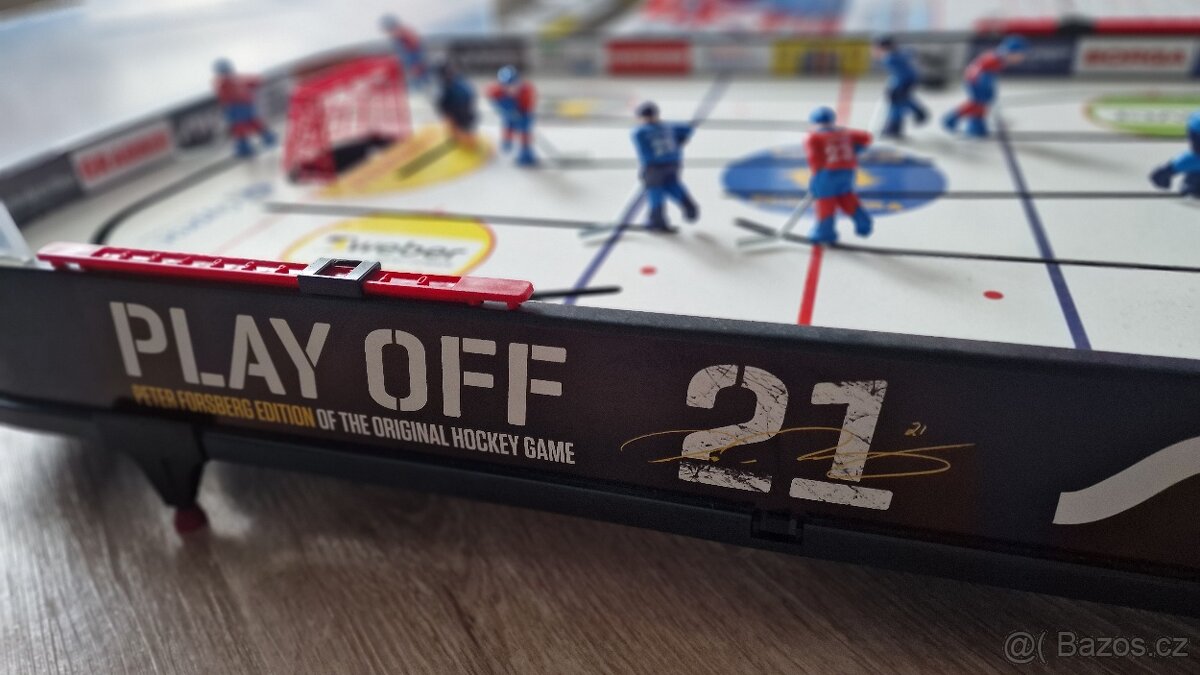 weber
PLAY OFF 21
PETER FORSBERG EDITION OF THE ORIGINAL HOCKEY GAME
21
@( Bazos.cz